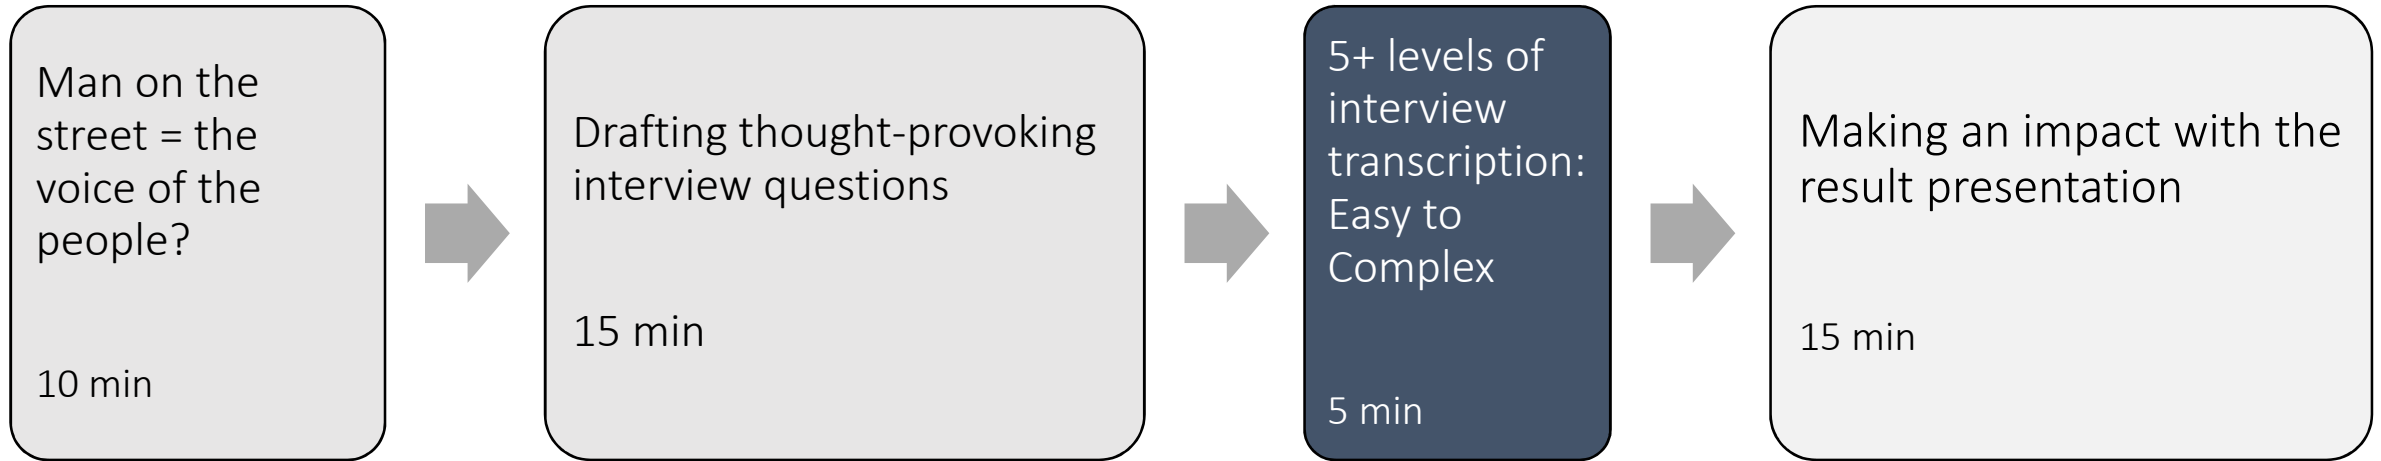 Man on the
street = the
voice of the
people?
10 min
Drafting thought-provoking
interview questions
15 min
5+ levels of
interview
transcription:
Easy to
Complex
5 min
Making an impact with the
result presentation
15 min